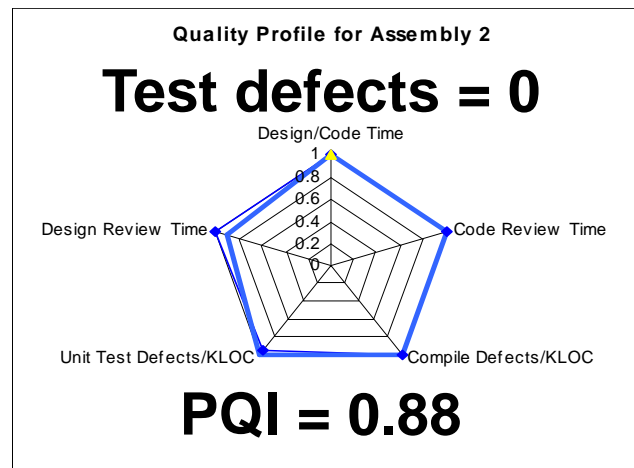 Quality Profile for Assembly 2
Test defects = 0
Design/Code Time
1
0.8
0.6
0.4
0.2
0
Design Review Time
Code Review Time
Unit Test Defects/KLOC
Compile Defects/KLOC
PQI = 0.88